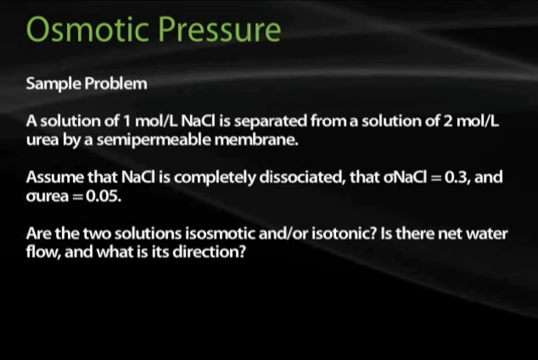 Osmotic Pressure
Sample Problem
A solution of 1 mol/L NaCl is separated from a solution of 2 mol/L
urea by a semipermeable membrane.
Assume that NaCl is completely dissociated, that σNaCl = 0.3, and
σurea = 0.05.
Are the two solutions isosmotic and/or isotonic? Is there net water
flow, and what is its direction?